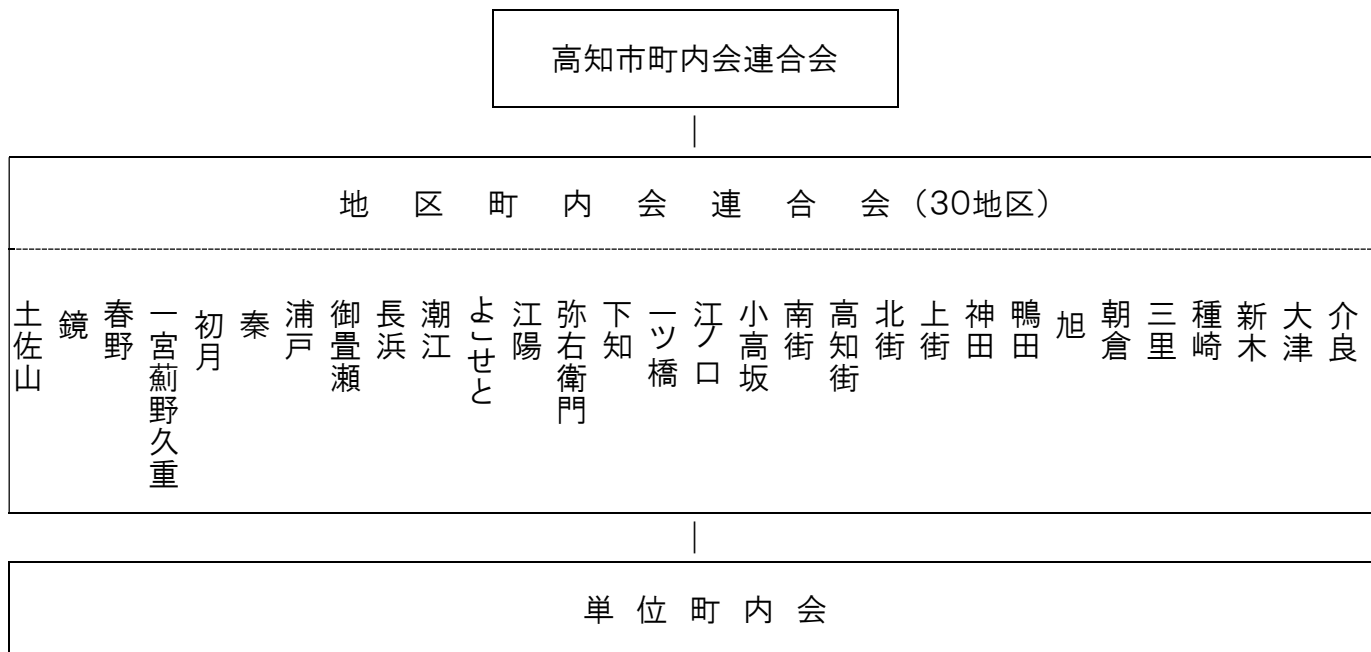 高知市町内会連合会
地区町内会連合会(30地区)
土佐山
鏡
春野
一宮薊野久重
初月
秦
浦戸
御畳瀬
長浜
潮江
よこせと
江陽
弥右衛門
下知
一ツ橋
江ノ口
小高坂
南街
高知街
北街
上街
神田
鴨田
旭
朝倉
三里
種崎
新木
大津
介良
単位町内会